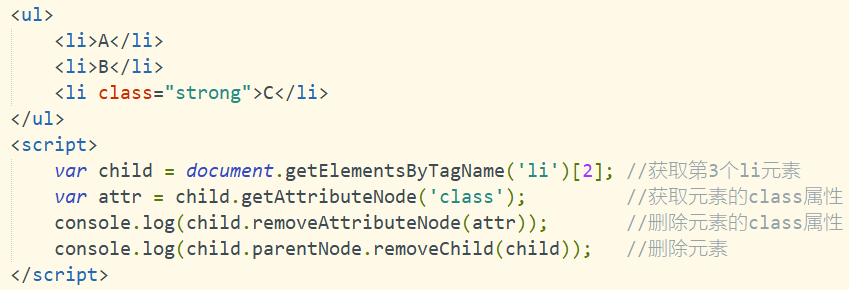 <ul>
    <li>A</li>
    <li>B</li>
    <li class="strong">C</li>
</ul>
<script>
    var child = document.getElementsByTagName('li')[2]; //获取第3个li元素
    var attr = child.getAttributeNode('class');         //获取元素的class属性
    console.log(child.removeAttributeNode(attr));       //删除元素的class属性
    console.log(child.parentNode.removeChild(child));   //删除元素
</script>